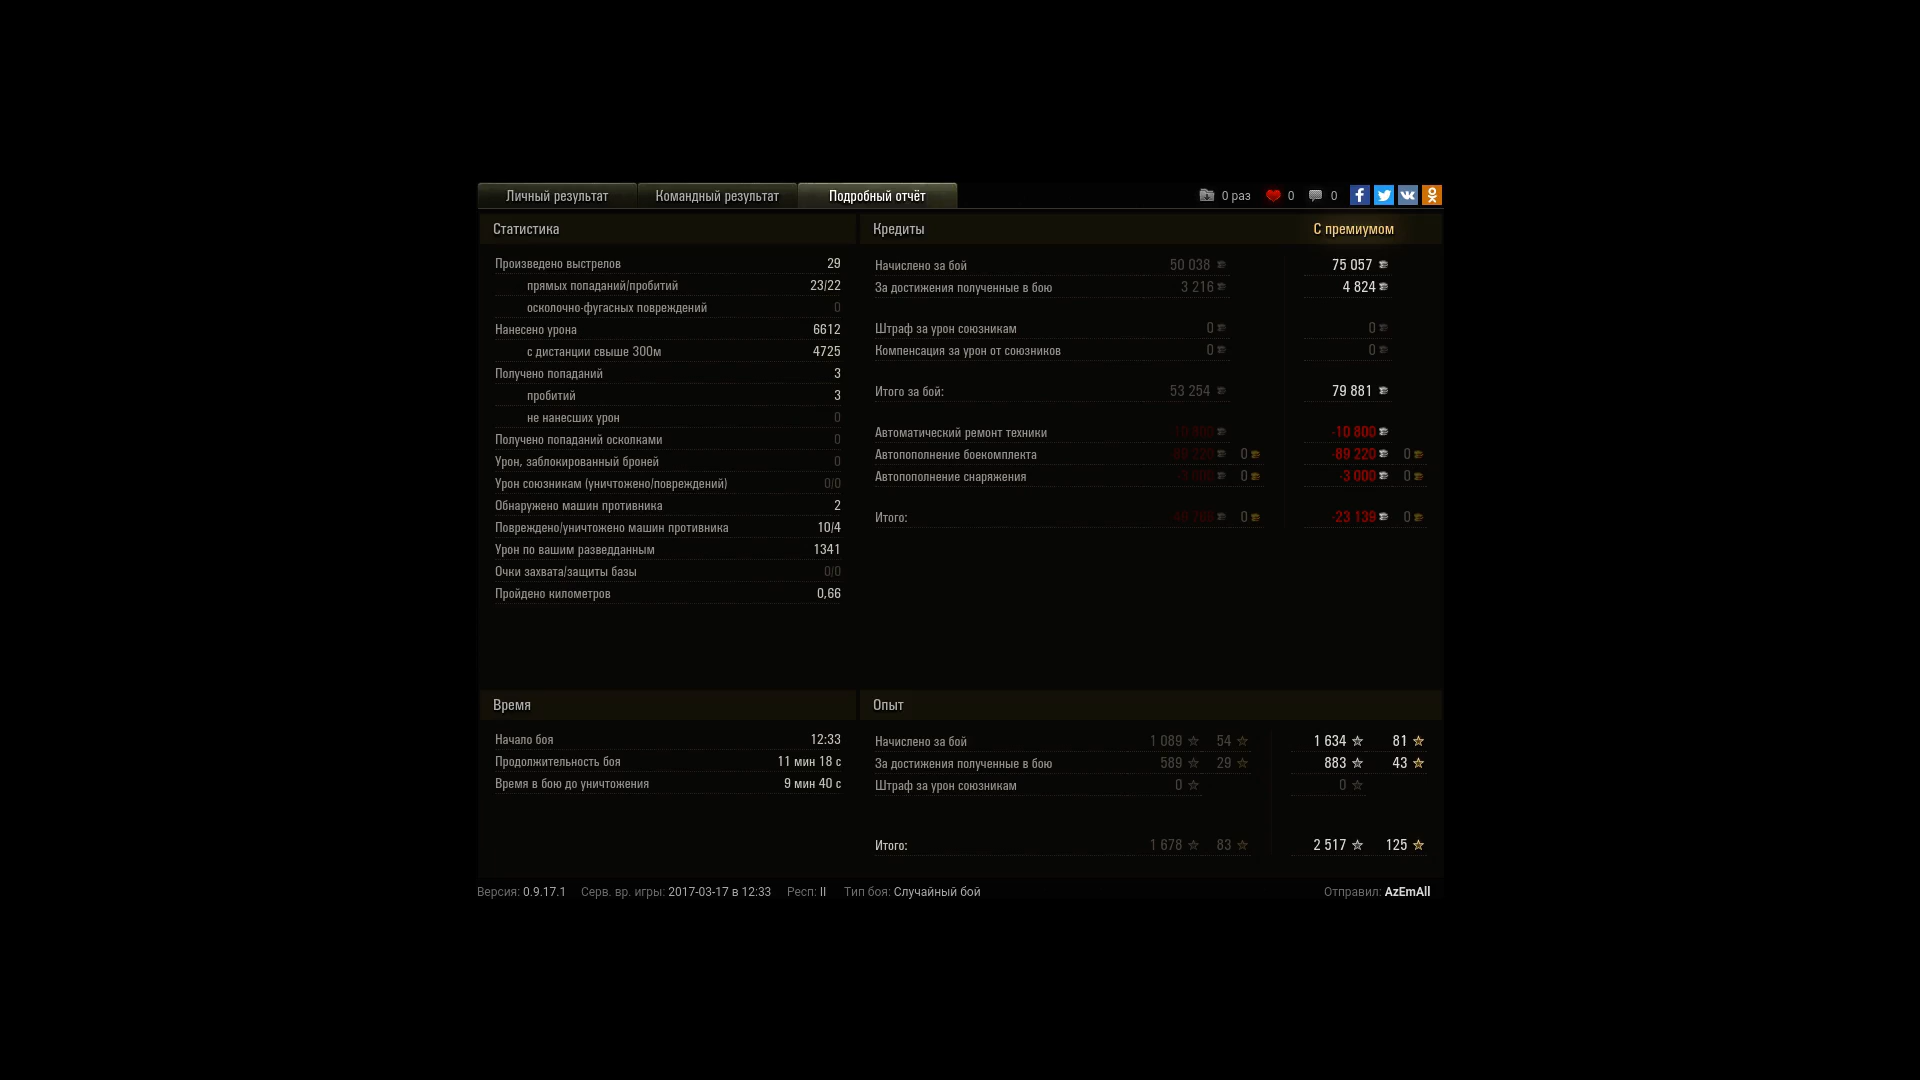 Личный результат Командный результат Подробный отчёт 0 раз 0 0
Статистика
Произведено выстрелов 29
прямых попаданий/пробитий 23/22
осколочно-фугасных повреждений 0
Нанесено урона 6612
с дистанции свыше 300м 4725
Получено попаданий 3
пробитий 3
не нанесших урон 0
Получено попаданий осколками 0
Урон, заблокированный броней 0
Урон союзникам (уничтожено/повреждений) 0/0
Обнаружено машин противника 2
Повреждено/уничтожено машин противника 10/4
Урон по вашим разведданным 1341
Очки захвата/защиты базы 0/0
Пройдено километров 0,66
Кредиты С премиумом
Начислено за бой 50 038 75 057
За достижения полученные в бою 3 216 4 824
Штраф за урон союзникам 0 0
Компенсация за урон от союзников 0 0
Итого за бой: 53 254 79 881
Автоматический ремонт техники -10 800 -10 800
Автопополнение боекомплекта -89 220 0 -89 220 0
Автопополнение снаряжения -3 000 0 -3 000 0
Итого: 0 -23 139 0
Время
Начало боя 12:33
Продолжительность боя 11 мин 18 с
Время в бою до уничтожения 9 мин 40 с
Опыт
Начислено за бой 1 089 54 1 634 81
За достижения полученные в бою 589 29 883 43
Штраф за урон союзникам 0 0
Итого: 1 678 83 2 517 125
Версия: 0.9.17.1 Серв. вр. игры: 2017-03-17 в 12:33 Респ: II Тип боя: Случайный бой Отправил: AzEmAll